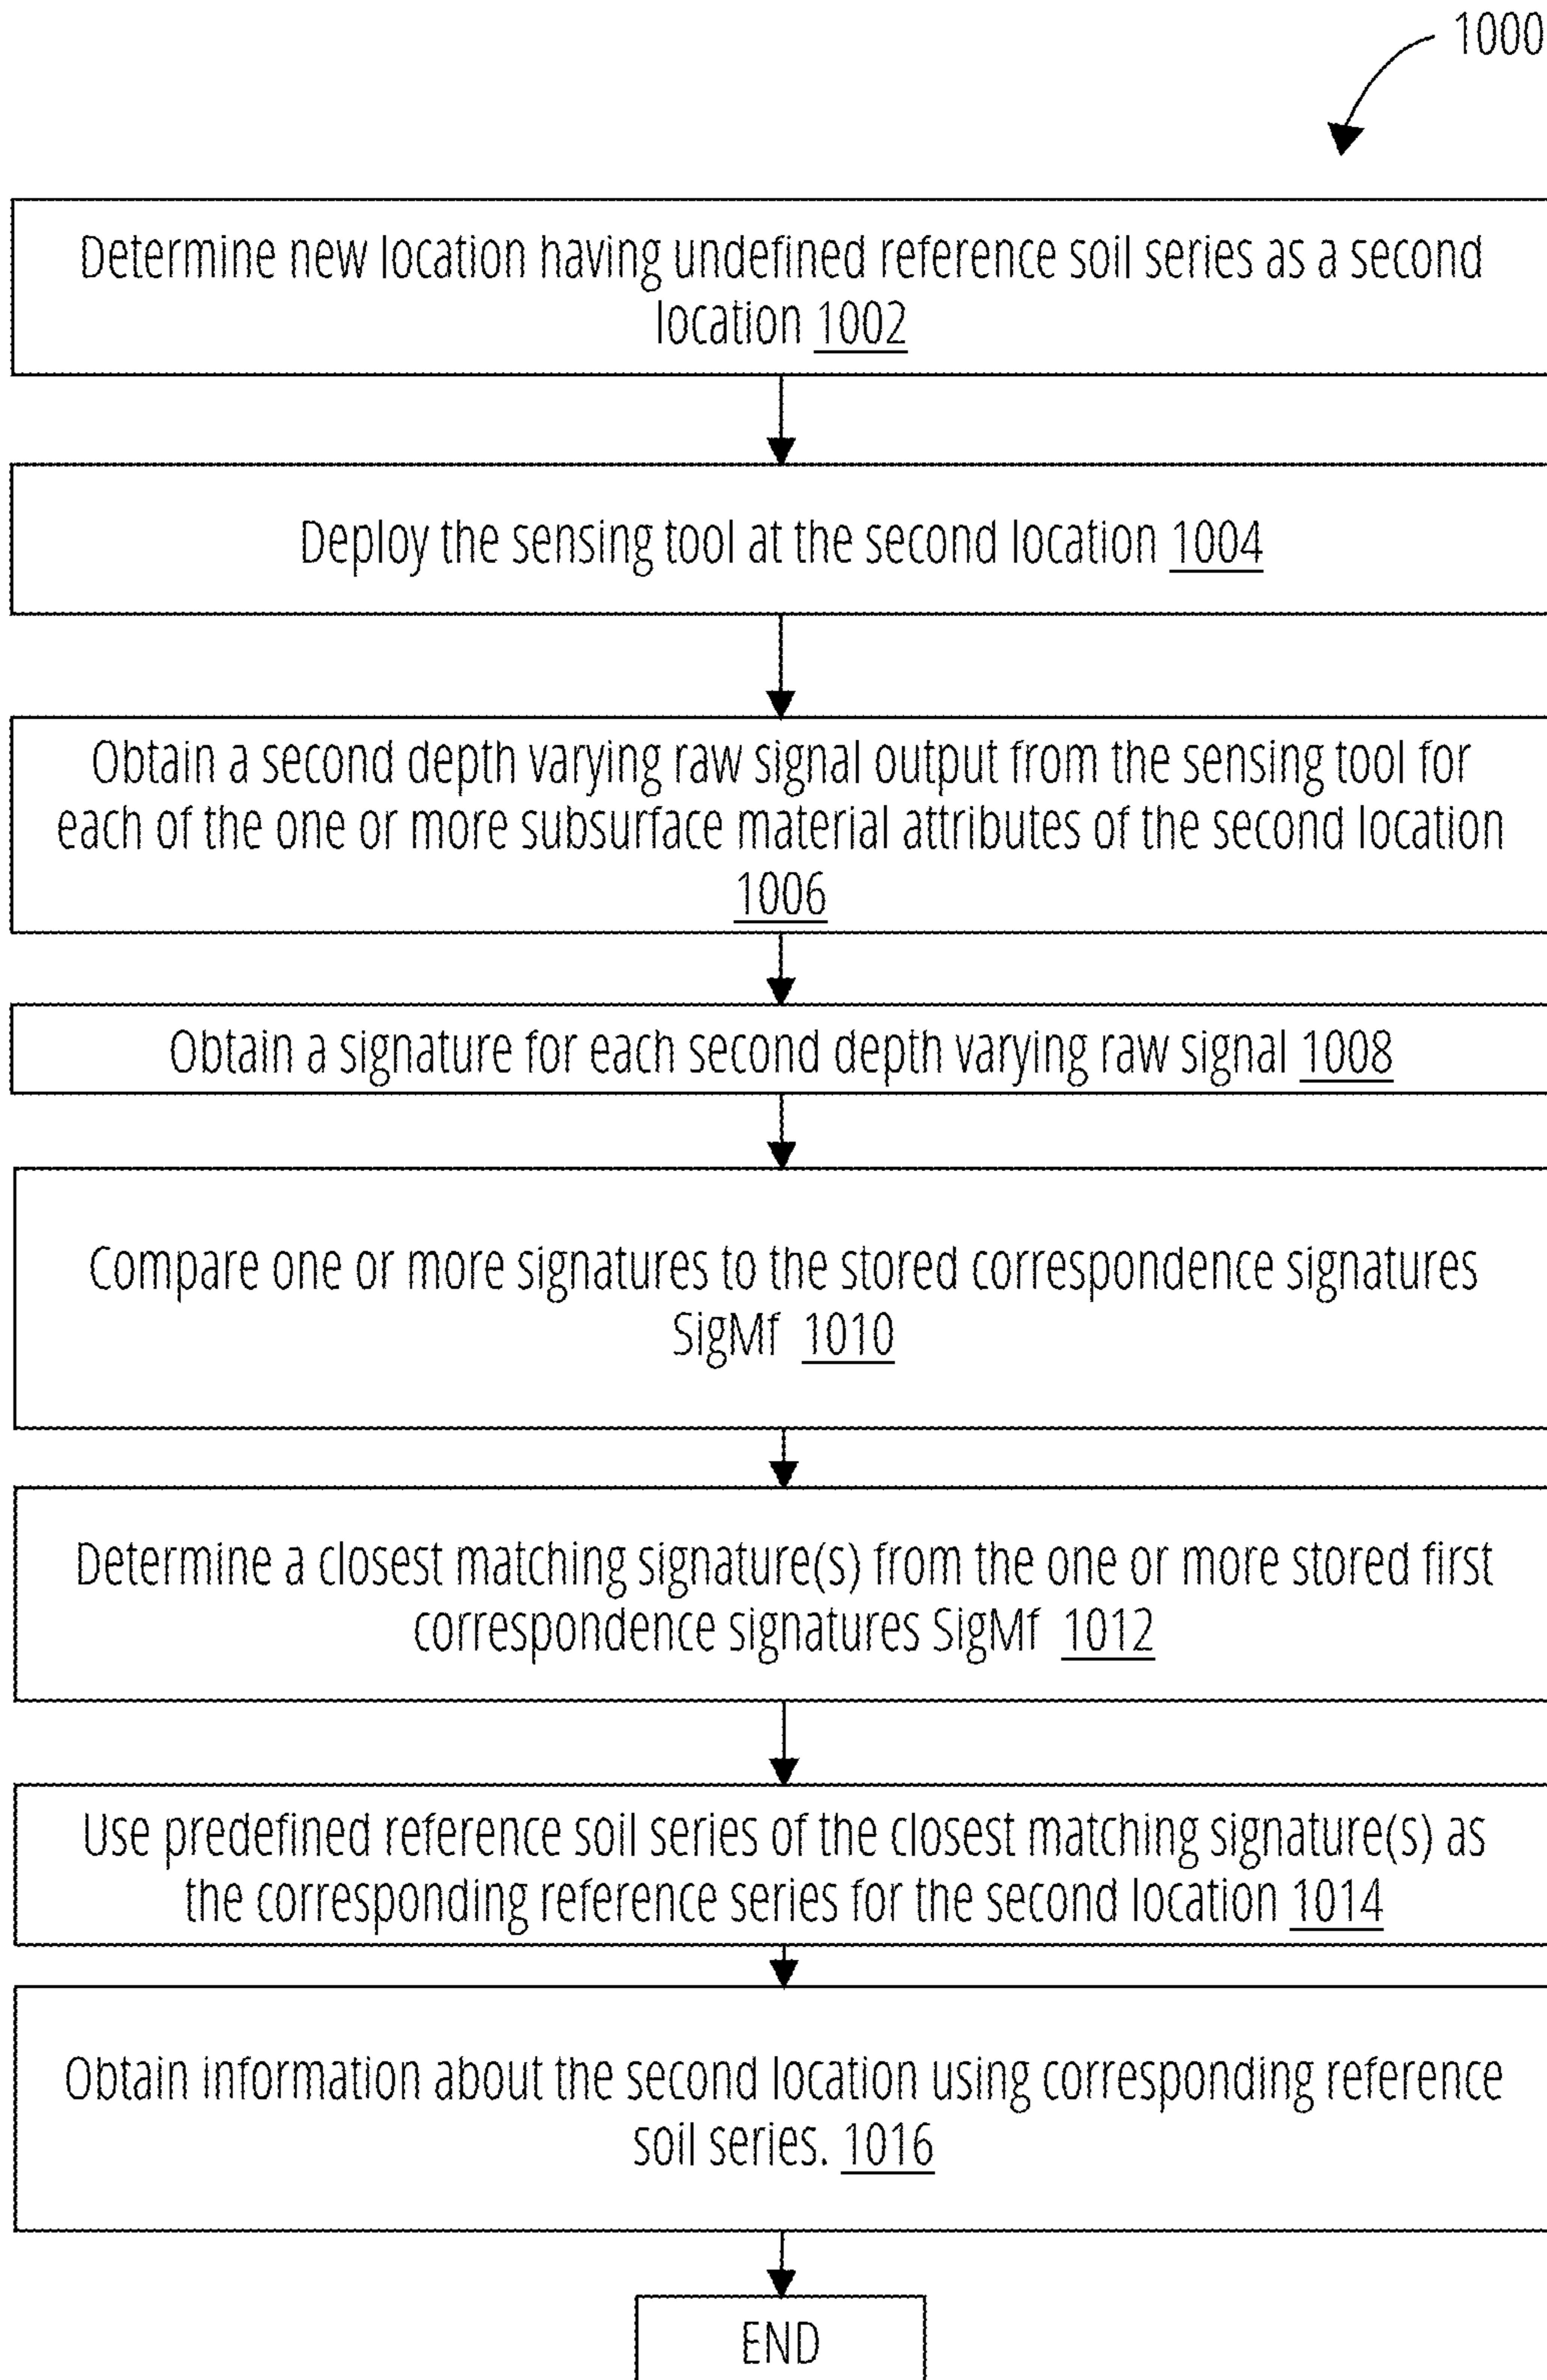 1000
Determine new location having undefined reference soil series as a second
location 1002
Deploy the sensing tool at the second location 1004
Obtain a second depth varying raw signal output from the sensing tool for
each of the one or more subsurface material attributes of the second location
1006
Obtain a signature for each second depth varying raw signal 1008
Compare one or more signatures to the stored correspondence signatures
SigMf 1010
Determine a closest matching signature(s) from the one or more stored first
correspondence signatures SigMf 1012
Use predefined reference soil series of the closest matching signature(s) as
the corresponding reference series for the second location 1014
Obtain information about the second location using corresponding reference
soil series. 1016
END